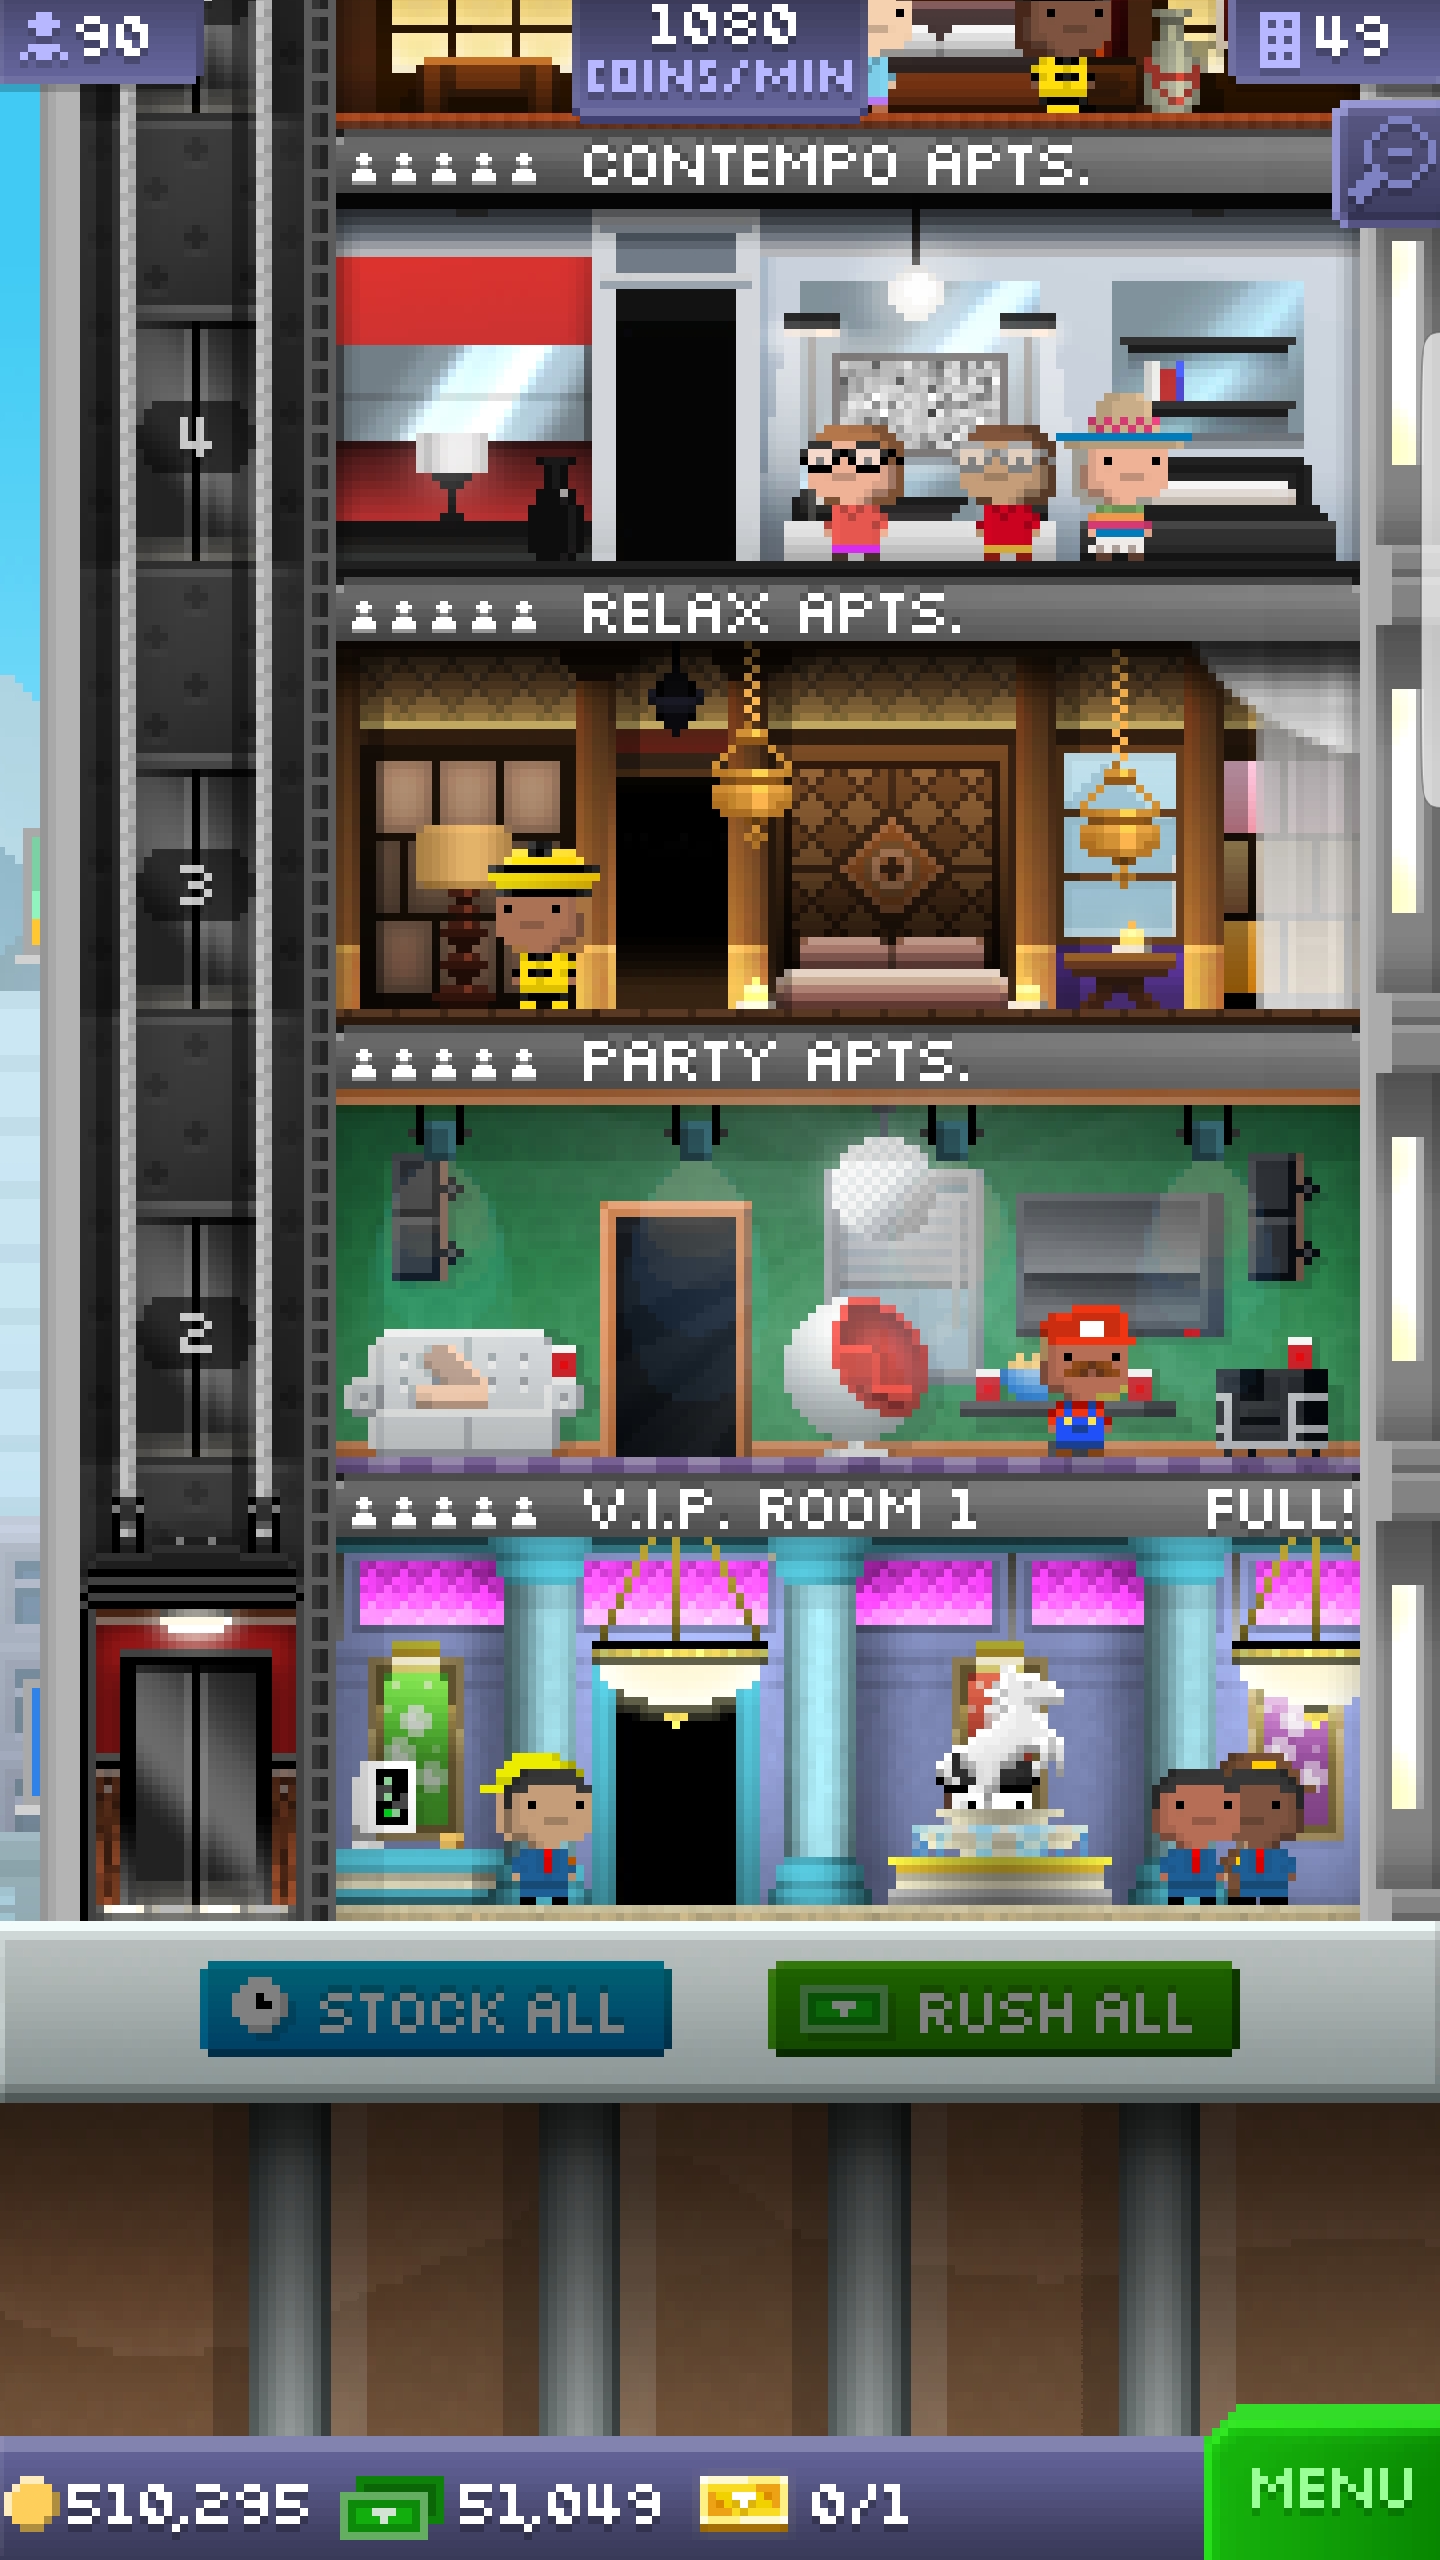 90
1080
COINS/MIN
49
CONTEMPO APTS.
4
RELAX APTS.
3
PARTY APTS.
2
V.I.P. ROOM 1 FULL!
STOCK ALL
RUSH ALL
510,295
51,049
0/1
MENU